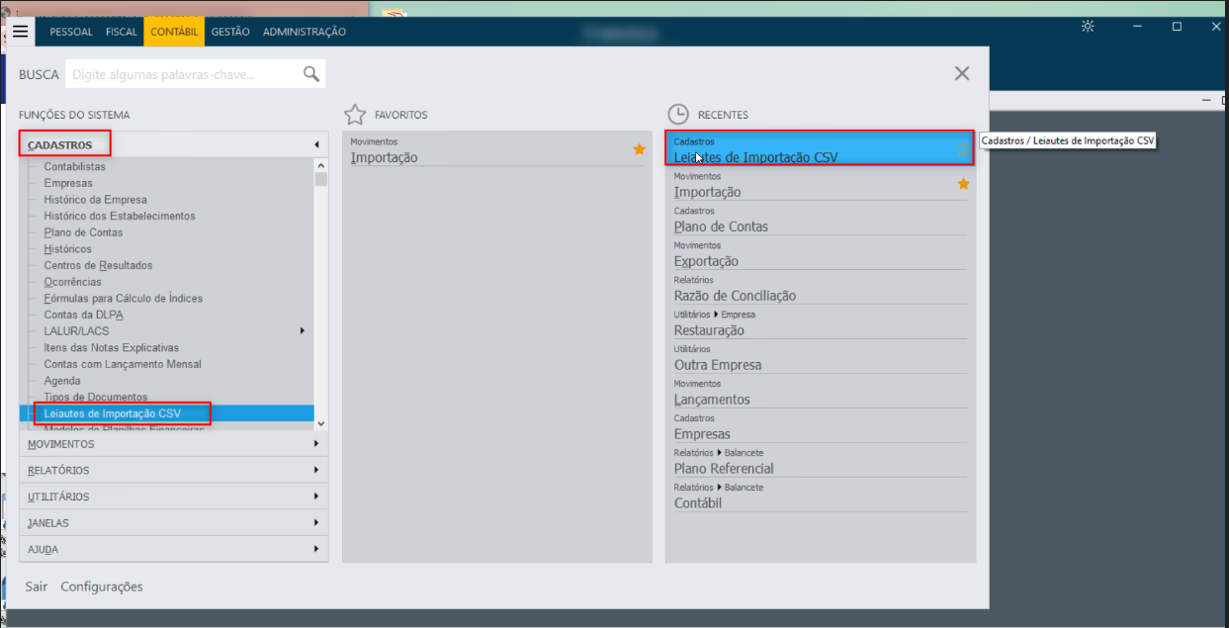 PESSOAL FISCAL CONTÁBIL GESTÃO ADMINISTRAÇÃO
BUSCA Digite algumas palavras-chave...
FUNÇÕES DO SISTEMA
CADASTROS
Contabilistas
Empresas
Histórico da Empresa
Histórico dos Estabelecimentos
Plano de Contas
Históricos
Centros de Resultados
Ocorrências
Fórmulas para Cálculo de Índices
Contas da DLPA
LALUR/LACS
Itens das Notas Explicativas
Contas com Lançamento Mensal
Agenda
Tipos de Documentos
Leiautes de Importação CSV
Modelos de Planilhas Financeiras
MOVIMENTOS
RELATÓRIOS
UTILITÁRIOS
JANELAS
AJUDA
Sair Configurações
FAVORITOS
Movimentos
Importação
RECENTES
Cadastros
Leiautes de Importação CSV
Movimentos
Importação
Cadastros
Plano de Contas
Movimentos
Exportação
Relatórios
Razão de Conciliação
Utilitários Empresa
Restauração
Utilitários
Outra Empresa
Movimentos
Lançamentos
Cadastros
Empresas
Relatórios Balancete
Plano Referencial
Relatórios Balancete
Contábil
Cadastros / Leiautes de Importação CSV